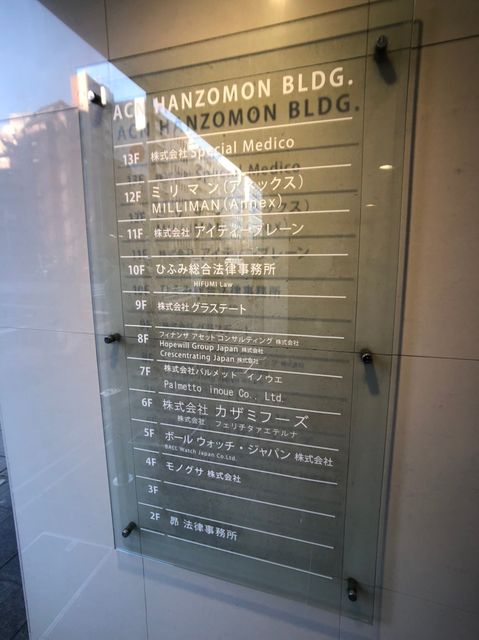 ACN HANZOMON BLDG.
13F 株式会社 Special Medico
12F ミリマン(アネックス)
MILLIMAN(Annex)
11F 株式会社 アイティ・ブレーン
10F ひふみ総合法律事務所
HIFUMI Law
9F 株式会社 グラステート
8F フィナンサ アセット コンサルティング 株式会社
Hopewill Group Japan 株式会社
Crescentrating Japan 株式会社
7F 株式会社パルメット イノウエ
Palmetto inoue Co., Ltd.
6F 株式会社 カザミフーズ
株式会社 フェリチタアエテルナ
5F ボール ウォッチ・ジャパン 株式会社
BALL Watch Japan Co.Ltd.
4F モノグサ 株式会社
3F
2F 昴 法律事務所